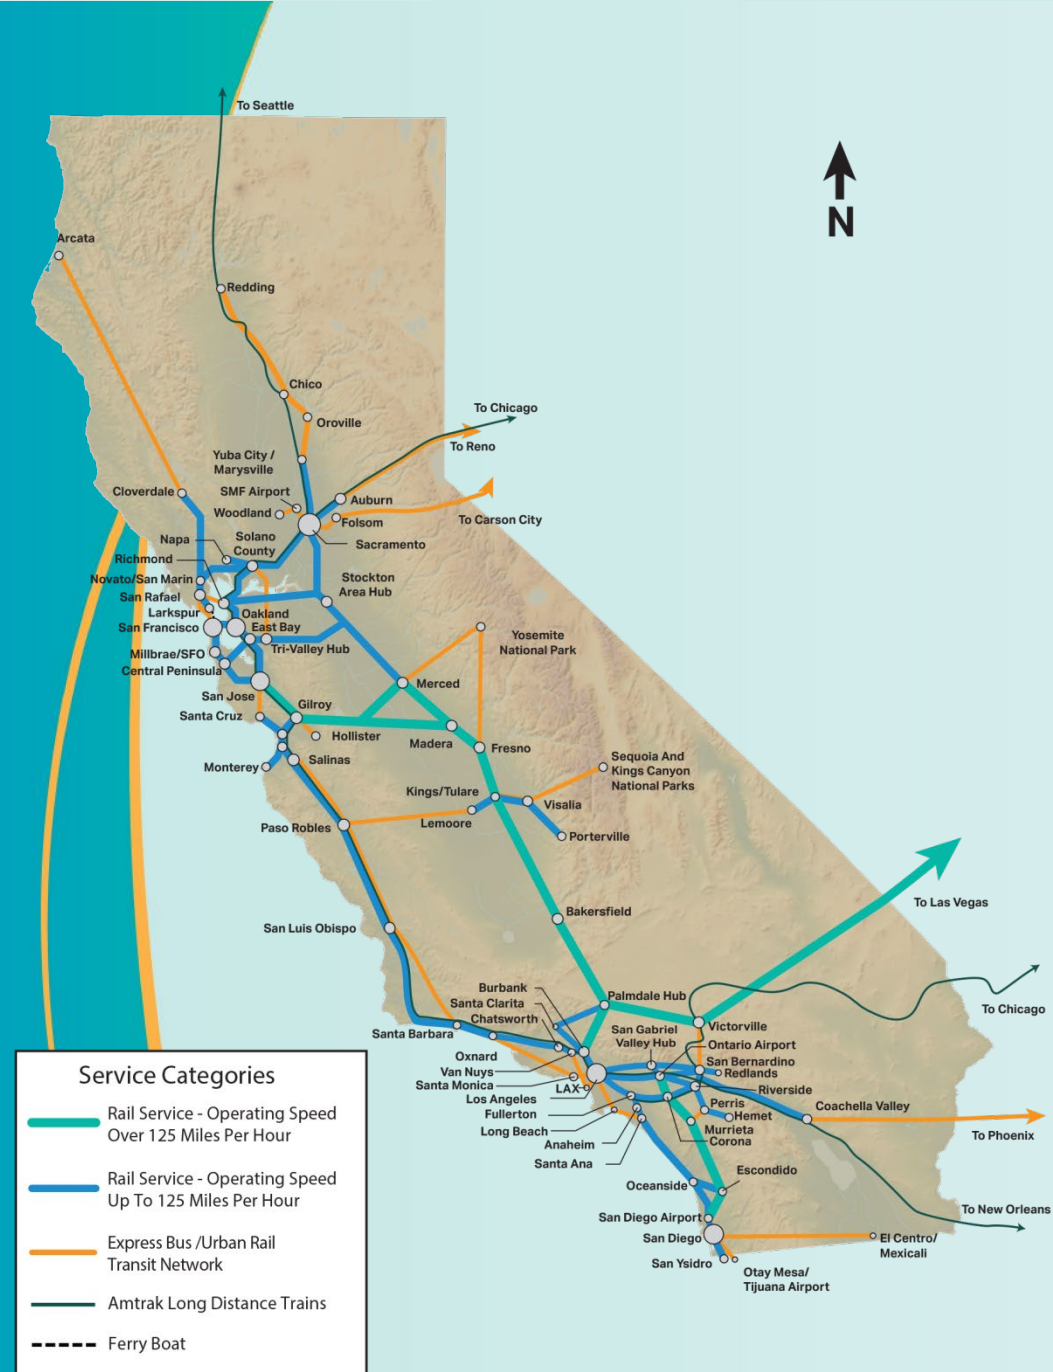 To Seattle
N
Arcata
Redding
Chico
To Chicago
Oroville
To Reno
Yuba City /
Marysville
Cloverdale
SMF Airport
Auburn
Woodland
Folsom
To Carson City
Napa
Solano
County
Sacramento
Richmond
Novato/San Marin
Stockton
Area Hub
San Rafael
Larkspur
Oakland
San Francisco
East Bay
Yosemite
National Park
Millbrae/SFO
Tri-Valley Hub
Central Peninsula
Merced
San Jose
Gilroy
Santa Cruz
Hollister
Madera
Fresno
Salinas
Monterey
Sequoia And
Kings Canyon
National Parks
Kings/Tulare
Visalia
Lemoore
Paso Robles
Porterville
To Las Vegas
Bakersfield
San Luis Obispo
Burbank
Palmdale Hub
Santa Clarita
To Chicago
Chatsworth
Santa Barbara
San Gabriel
Valley Hub
Victorville
Ontario Airport
Oxnard
San Bernardino
Van Nuys
Redlands
Santa Monica
LAX
Riverside
Los Angeles
Perris
Coachella Valley
Fullerton
Hemet
Long Beach
Murrieta
To Phoenix
Anaheim
Corona
Santa Ana
Escondido
Oceanside
To New Orleans
San Diego Airport
San Diego
El Centro/
Mexicali
San Ysidro
Otay Mesa/
Tijuana Airport
Service Categories
Rail Service - Operating Speed
Over 125 Miles Per Hour
Rail Service - Operating Speed
Up To 125 Miles Per Hour
Express Bus /Urban Rail
Transit Network
Amtrak Long Distance Trains
Ferry Boat